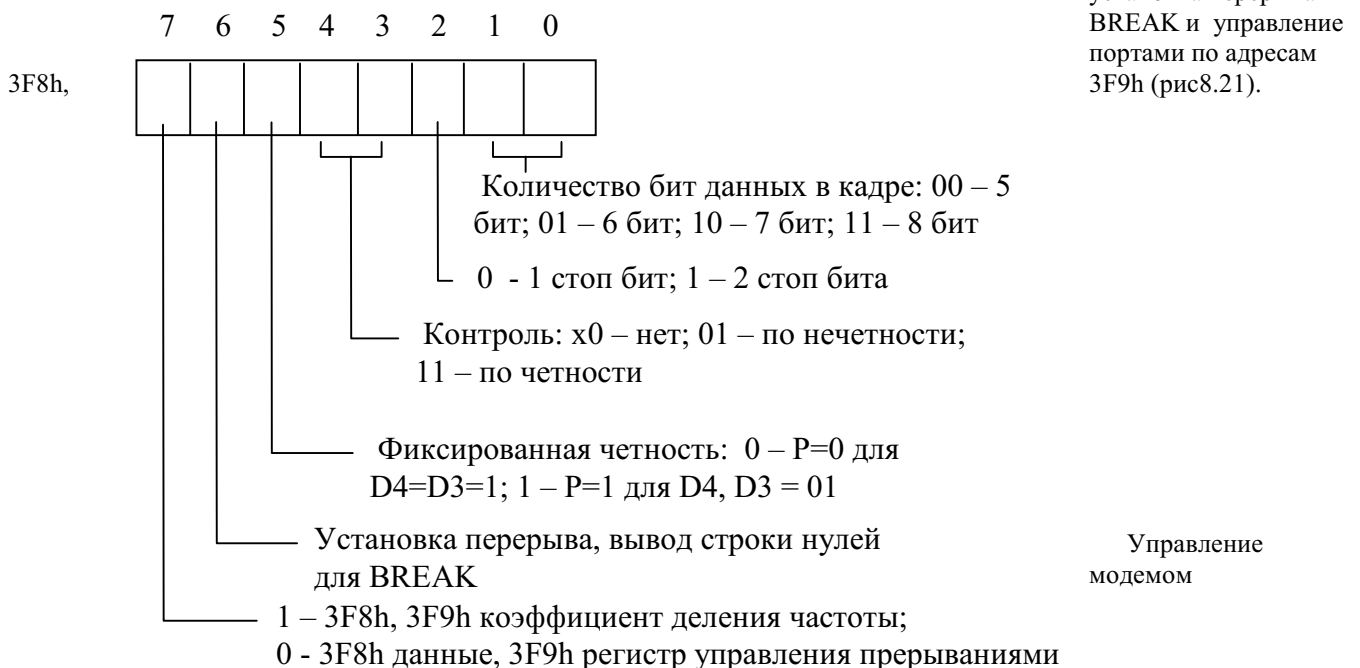 7 6 5 4 3 2 1 0
BREAK и управление
портами по адресам
3F8h,
3F9h (рис8.21).
Количество бит данных в кадре: 00 – 5
бит; 01 – 6 бит; 10 – 7 бит; 11 – 8 бит
0 - 1 стоп бит; 1 – 2 стоп бита
Контроль: х0 – нет; 01 – по нечетности;
11 – по четности
Фиксированная четность: 0 – Р=0 для
D4=D3=1; 1 – Р=1 для D4, D3 = 01
Установка перерыва, вывод строки нулей
для BREAK
Управление
модемом
1 – 3F8h, 3F9h коэффициент деления частоты;
0 - 3F8h данные, 3F9h регистр управления прерываниями